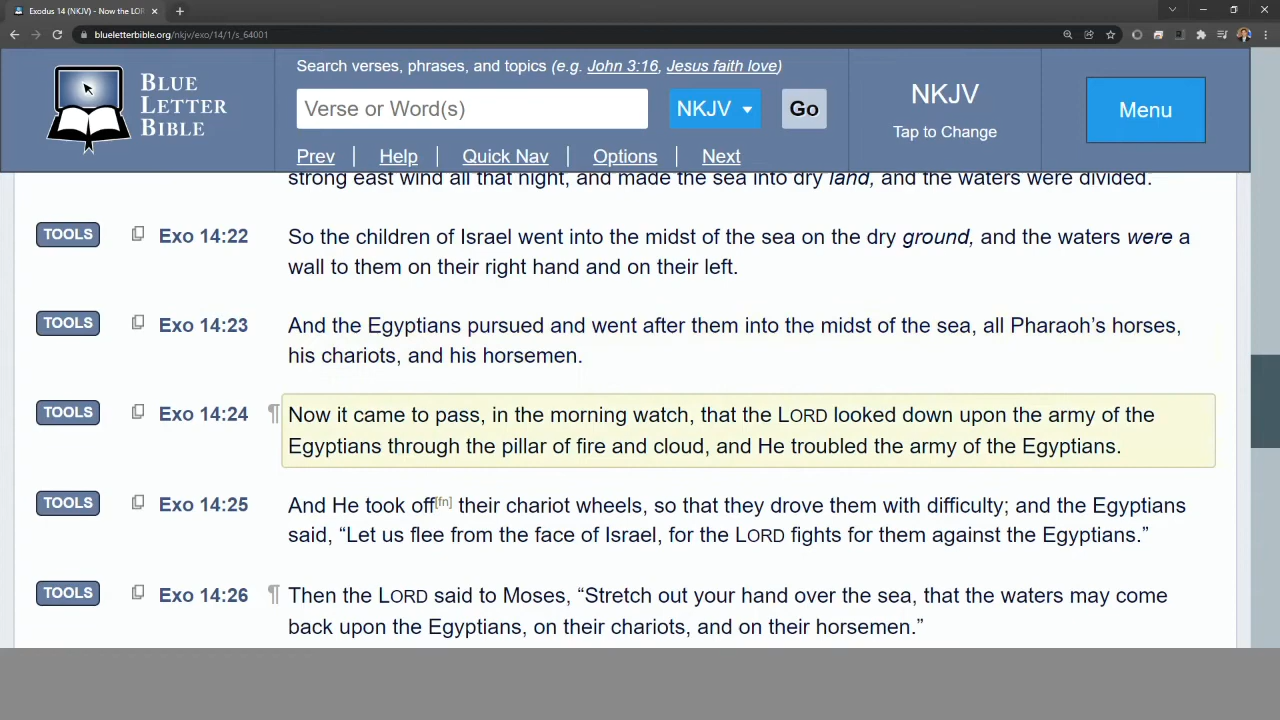 Exodus 14 (NKJV) - Now the LOR
blueletterbible.org/nkjv/exo/14/1/s_64001
BLUE
LETTER
BIBLE
Search verses, phrases, and topics (e.g. John 3:16, Jesus faith love)
Verse or Word(s)
NKJV
Go
Prev | Help | Quick Nav | Options | Next
NKJV
Tap to Change
Menu
strong east wind all that night, and made the sea into dry land, and the waters were divided.
TOOLS Exo 14:22 So the children of Israel went into the midst of the sea on the dry ground, and the waters were a
wall to them on their right hand and on their left.
TOOLS Exo 14:23 And the Egyptians pursued and went after them into the midst of the sea, all Pharaoh’s horses,
his chariots, and his horsemen.
TOOLS Exo 14:24 ¶ Now it came to pass, in the morning watch, that the LORD looked down upon the army of the
Egyptians through the pillar of fire and cloud, and He troubled the army of the Egyptians.
TOOLS Exo 14:25 And He took off[fn] their chariot wheels, so that they drove them with difficulty; and the Egyptians
said, “Let us flee from the face of Israel, for the LORD fights for them against the Egyptians.”
TOOLS Exo 14:26 ¶ Then the LORD said to Moses, “Stretch out your hand over the sea, that the waters may come
back upon the Egyptians, on their chariots, and on their horsemen.”